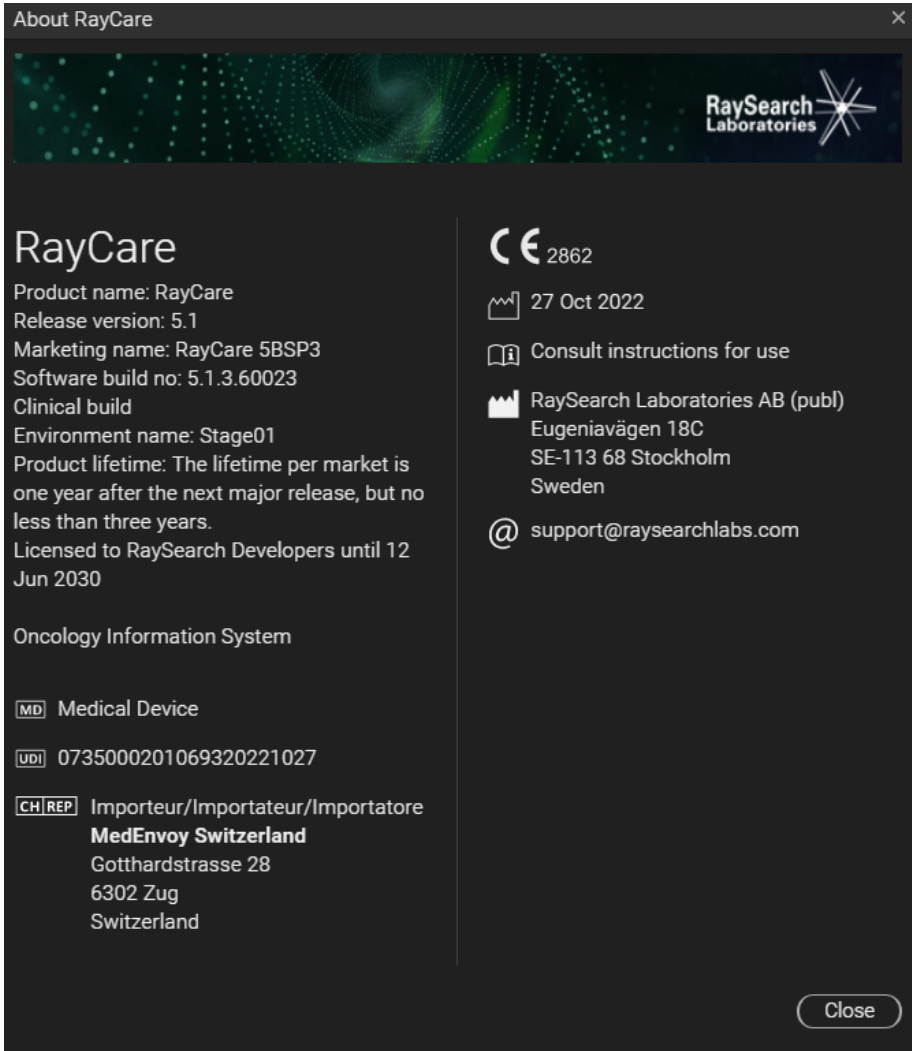 About RayCare
RaySearch
Laboratories
RayCare
Product name: RayCare
Release version: 5.1
Marketing name: RayCare 5BSP3
Software build no: 5.1.3.60023
Clinical build
Environment name: Stage01
Product lifetime: The lifetime per market is
one year after the next major release, but no
less than three years.
Licensed to RaySearch Developers until 12
Jun 2030
Oncology Information System
MD Medical Device
UDI 0735000201069320221027
CH REP Importeur/Importateur/Importatore
MedEnvoy Switzerland
Gotthardstrasse 28
6302 Zug
Switzerland
CE 2862
27 Oct 2022
Consult instructions for use
RaySearch Laboratories AB (publ)
Eugeniavägen 18C
SE-113 68 Stockholm
Sweden
@ support@raysearchlabs.com
Close